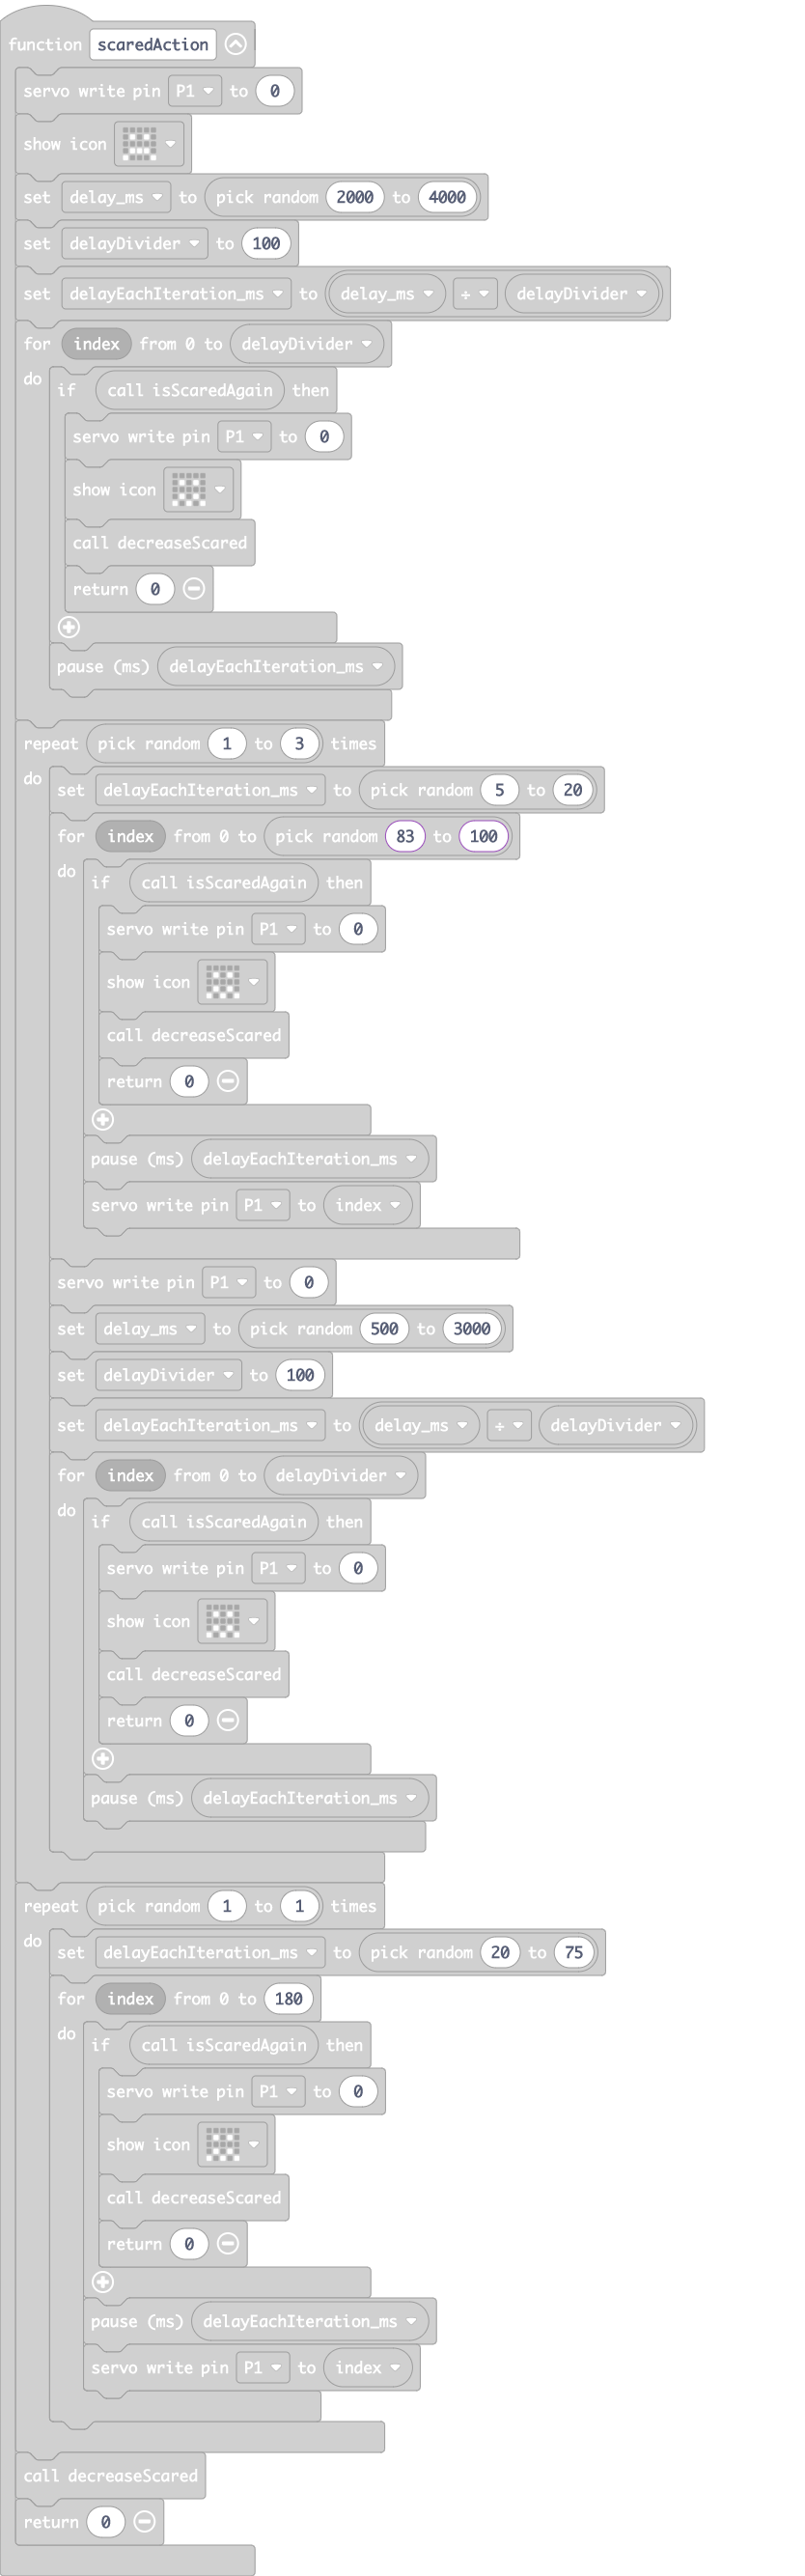 function scaredAction
servo write pin P1 to 0
show icon
set delay_ms to pick random 2000 to 4000
set delayDivider to 100
set delayEachIteration_ms to delay_ms ÷ delayDivider
for index from 0 to delayDivider
do if call isScaredAgain then
servo write pin P1 to 0
show icon
call decreaseScared
return 0
pause (ms) delayEachIteration_ms
repeat pick random 1 to 3 times
do set delayEachIteration_ms to pick random 5 to 20
for index from 0 to pick random 83 to 100
do if call isScaredAgain then
servo write pin P1 to 0
show icon
call decreaseScared
return 0
pause (ms) delayEachIteration_ms
servo write pin P1 to index
servo write pin P1 to 0
set delay_ms to pick random 500 to 3000
set delayDivider to 100
set delayEachIteration_ms to delay_ms ÷ delayDivider
for index from 0 to delayDivider
do if call isScaredAgain then
servo write pin P1 to 0
show icon
call decreaseScared
return 0
pause (ms) delayEachIteration_ms
repeat pick random 1 to 1 times
do set delayEachIteration_ms to pick random 20 to 75
for index from 0 to 180
do if call isScaredAgain then
servo write pin P1 to 0
show icon
call decreaseScared
return 0
pause (ms) delayEachIteration_ms
servo write pin P1 to index
call decreaseScared
return 0